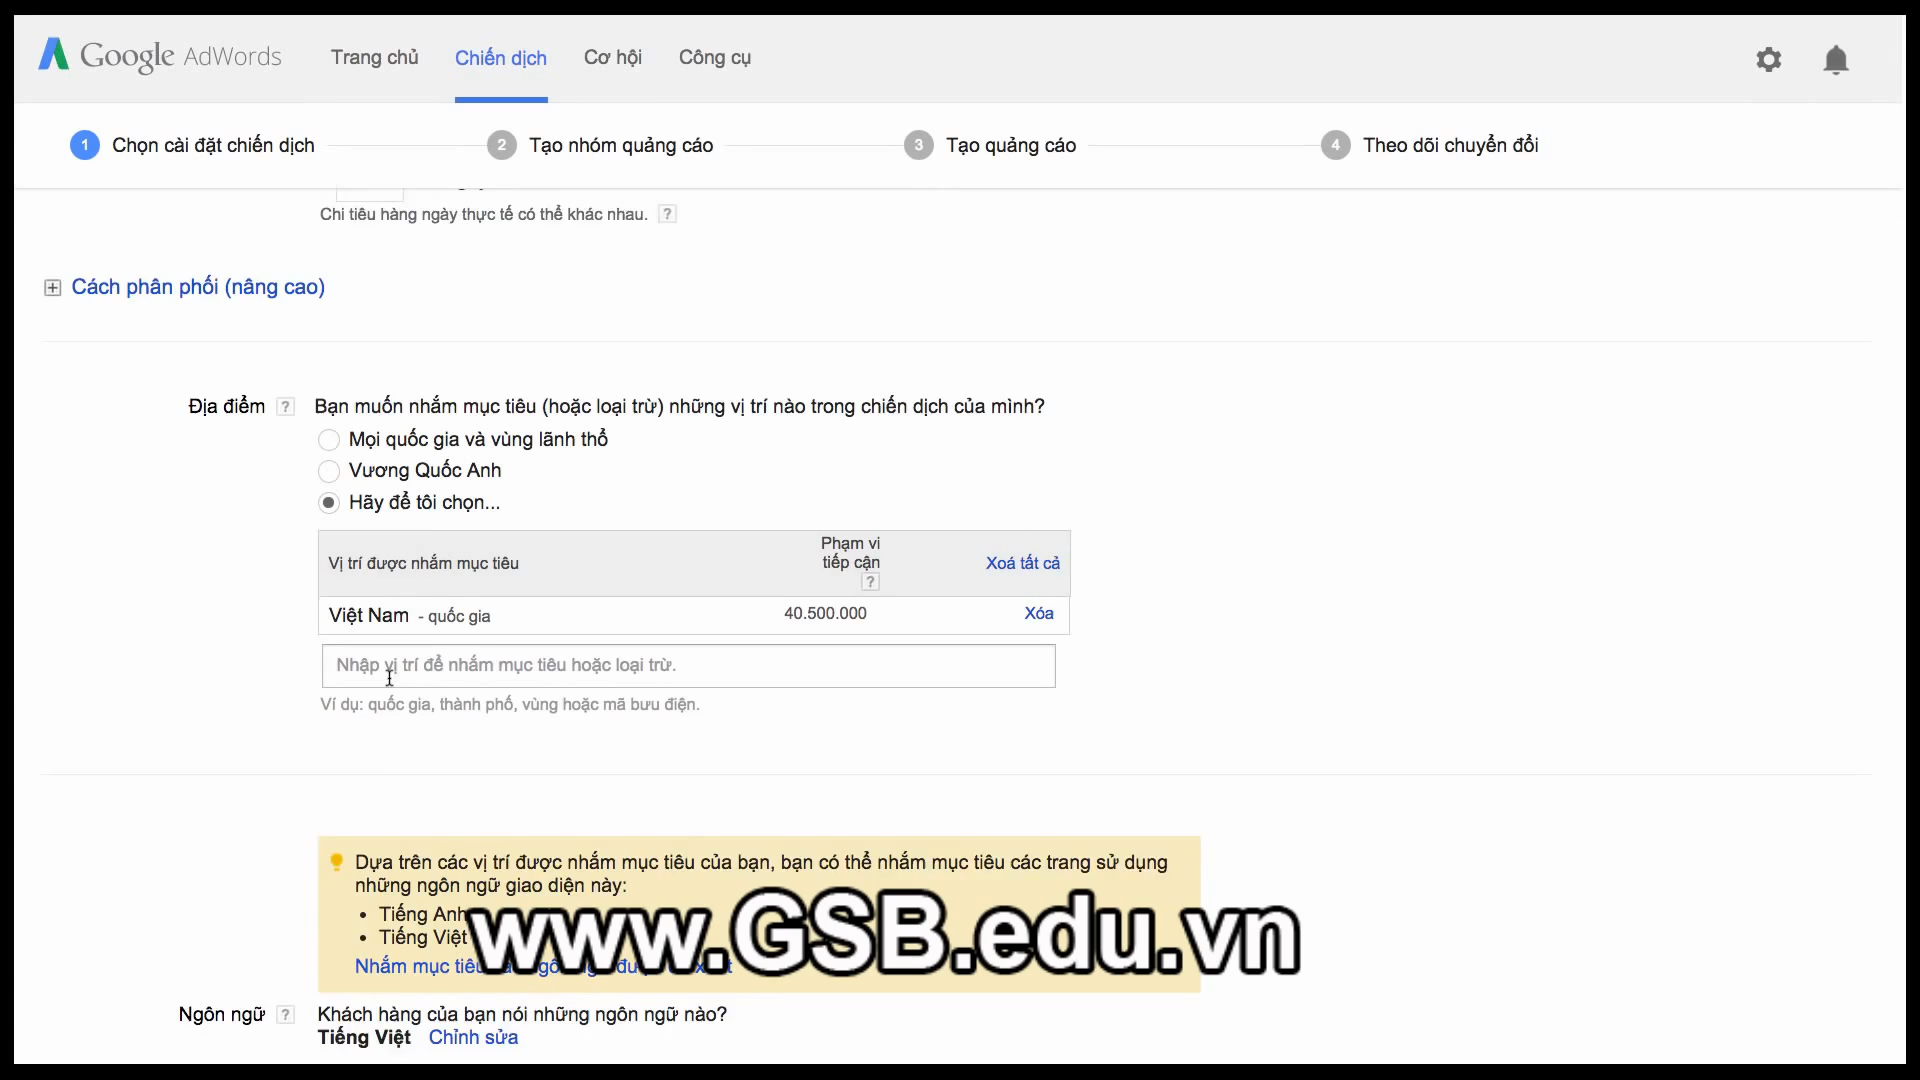 Google AdWords Trang chủ Chiến dịch Cơ hội Công cụ
1 Chọn cài đặt chiến dịch 2 Tạo nhóm quảng cáo 3 Tạo quảng cáo 4 Theo dõi chuyển đổi
Chi tiêu hàng ngày thực tế có thể khác nhau. ?
Cách phân phối (nâng cao)
Địa điểm ? Bạn muốn nhắm mục tiêu (hoặc loại trừ) những vị trí nào trong chiến dịch của mình?
Mọi quốc gia và vùng lãnh thổ
Vương Quốc Anh
Hãy để tôi chọn...
Vị trí được nhắm mục tiêu Phạm vi tiếp cận ? Xoá tất cả
Việt Nam - quốc gia 40.500.000 Xóa
Nhập vị trí để nhắm mục tiêu hoặc loại trừ.
Ví dụ: quốc gia, thành phố, vùng hoặc mã bưu điện.
Dựa trên các vị trí được nhắm mục tiêu của bạn, bạn có thể nhắm mục tiêu các trang sử dụng
những ngôn ngữ giao diện này:
• Tiếng Anh
• Tiếng Việt
www.GSB.edu.vn
Nhắm mục tiêu
Ngôn ngữ ? Khách hàng của bạn nói những ngôn ngữ nào?
Tiếng Việt Chỉnh sửa